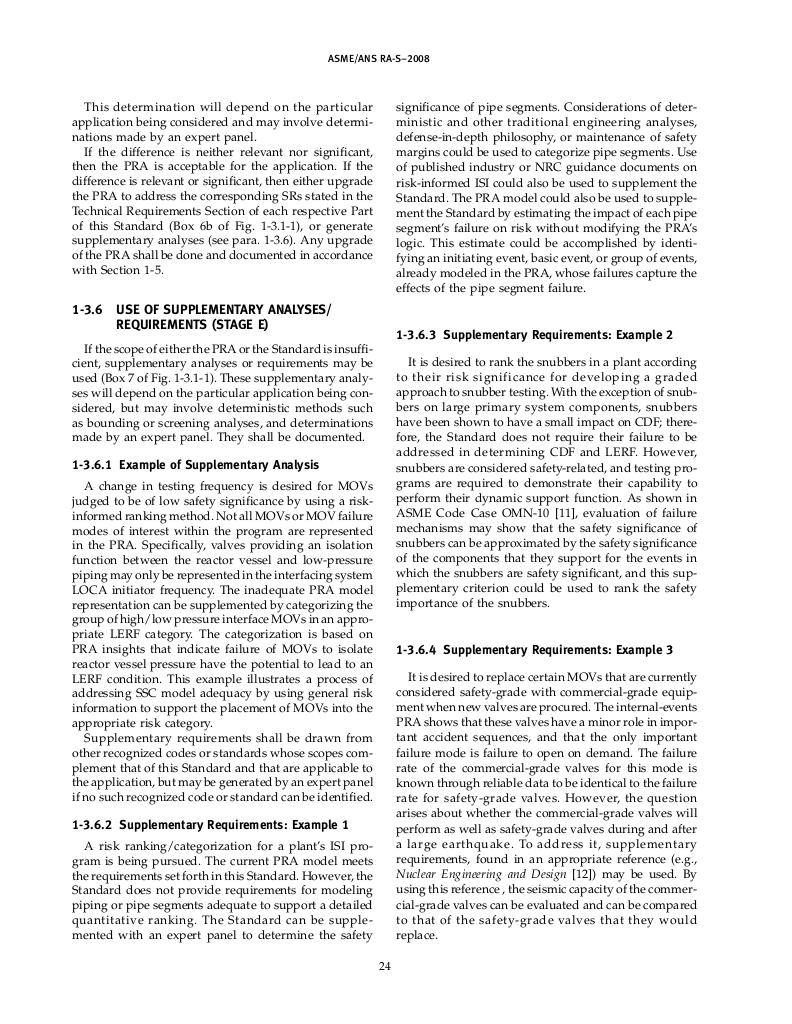 ASME/ANS RA-S–2008
This determination will depend on the particular
application being considered and may involve determi-
nations made by an expert panel.
If the difference is neither relevant nor significant,
then the PRA is acceptable for the application. If the
difference is relevant or significant, then either upgrade
the PRA to address the corresponding SRs stated in the
Technical Requirements Section of each respective Part
of this Standard (Box 6b of Fig. 1-3.1-1), or generate
supplementary analyses (see para. 1-3.6). Any upgrade
of the PRA shall be done and documented in accordance
with Section 1-5.
1-3.6 USE OF SUPPLEMENTARY ANALYSES/
REQUIREMENTS (STAGE E)
If the scope of either the PRA or the Standard is insuffi-
cient, supplementary analyses or requirements may be
used (Box 7 of Fig. 1-3.1-1). These supplementary analy-
ses will depend on the particular application being con-
sidered, but may involve deterministic methods such
as bounding or screening analyses, and determinations
made by an expert panel. They shall be documented.
1-3.6.1 Example of Supplementary Analysis
A change in testing frequency is desired for MOVs
judged to be of low safety significance by using a risk-
informed ranking method. Not all MOVs or MOV failure
modes of interest within the program are represented
in the PRA. Specifically, valves providing an isolation
function between the reactor vessel and low-pressure
piping may only be represented in the interfacing system
LOCA initiator frequency. The inadequate PRA model
representation can be supplemented by categorizing the
group of high/low pressure interface MOVs in an appro-
priate LERF category. The categorization is based on
PRA insights that indicate failure of MOVs to isolate
reactor vessel pressure have the potential to lead to an
LERF condition. This example illustrates a process of
addressing SSC model adequacy by using general risk
information to support the placement of MOVs into the
appropriate risk category.
Supplementary requirements shall be drawn from
other recognized codes or standards whose scopes com-
plement that of this Standard and that are applicable to
the application, but may be generated by an expert panel
if no such recognized code or standard can be identified.
1-3.6.2 Supplementary Requirements: Example 1
A risk ranking/categorization for a plant's ISI pro-
gram is being pursued. The current PRA model meets
the requirements set forth in this Standard. However, the
Standard does not provide requirements for modeling
piping or pipe segments adequate to support a detailed
quantitative ranking. The Standard can be supple-
mented with an expert panel to determine the safety
significance of pipe segments. Considerations of deter-
ministic and other traditional engineering analyses,
defense-in-depth philosophy, or maintenance of safety
margins could be used to categorize pipe segments. Use
of published industry or NRC guidance documents on
risk-informed ISI could also be used to supplement the
Standard. The PRA model could also be used to supple-
ment the Standard by estimating the impact of each pipe
segment's failure on risk without modifying the PRA's
logic. This estimate could be accomplished by identi-
fying an initiating event, basic event, or group of events,
already modeled in the PRA, whose failures capture the
effects of the pipe segment failure.
1-3.6.3 Supplementary Requirements: Example 2
It is desired to rank the snubbers in a plant according
to their risk significance for developing a graded
approach to snubber testing. With the exception of snub-
bers on large primary system components, snubbers
have been shown to have a small impact on CDF; there-
fore, the Standard does not require their failure to be
addressed in determining CDF and LERF. However,
snubbers are considered safety-related, and testing pro-
grams are required to demonstrate their capability to
perform their dynamic support function. As shown in
ASME Code Case OMN-10 [11], evaluation of failure
mechanisms may show that the safety significance of
snubbers can be approximated by the safety significance
of the components that they support for the events in
which the snubbers are safety significant, and this sup-
plementary criterion could be used to rank the safety
importance of the snubbers.
1-3.6.4 Supplementary Requirements: Example 3
It is desired to replace certain MOVs that are currently
considered safety-grade with commercial-grade equip-
ment when new valves are procured. The internal-events
PRA shows that these valves have a minor role in impor-
tant accident sequences, and that the only important
failure mode is failure to open on demand. The failure
rate of the commercial-grade valves for this mode is
known through reliable data to be identical to the failure
rate for safety-grade valves. However, the question
arises about whether the commercial-grade valves will
perform as well as safety-grade valves during and after
a large earthquake. To address it, supplementary
requirements, found in an appropriate reference (e.g.,
Nuclear Engineering and Design [12]) may be used. By
using this reference, the seismic capacity of the commer-
cial-grade valves can be evaluated and can be compared
to that of the safety-grade valves that they would
replace.
24